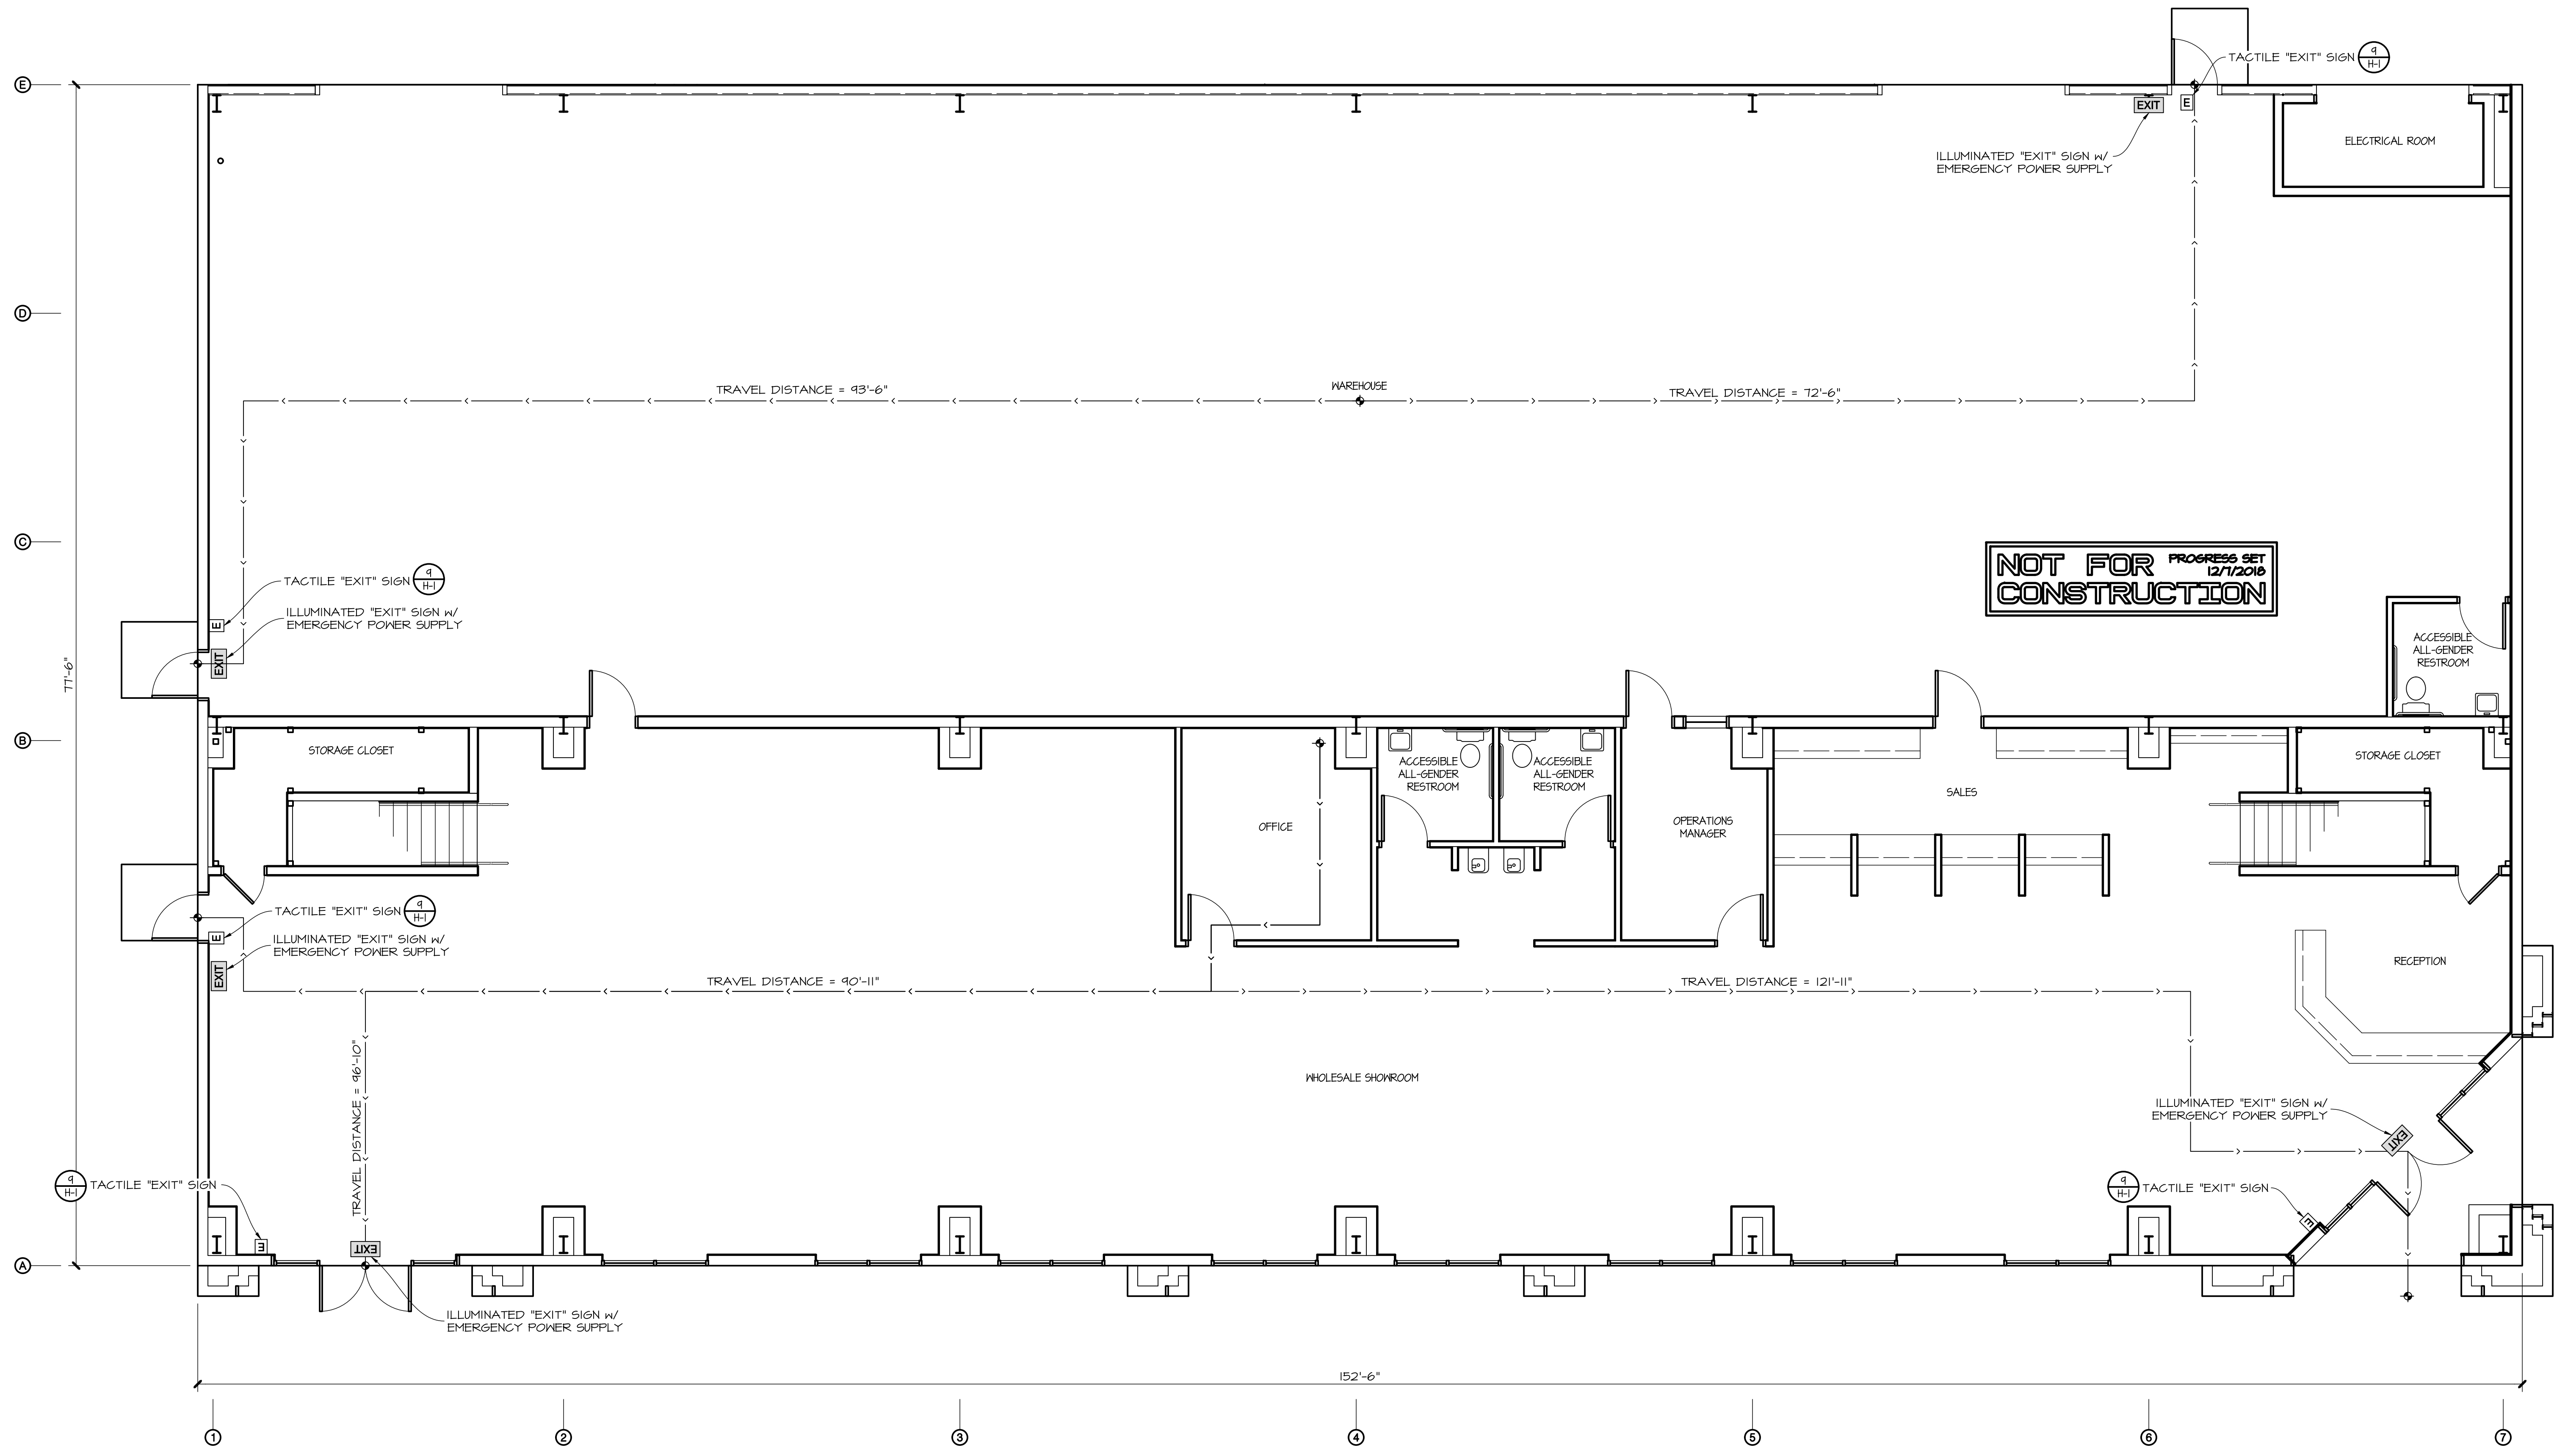 TACTILE "EXIT" SIGN
9
H-1
E
EXIT
E
ILLUMINATED "EXIT" SIGN w/
EMERGENCY POWER SUPPLY
ELECTRICAL ROOM
D
TRAVEL DISTANCE = 93'-6"
WAREHOUSE
TRAVEL DISTANCE = 72'-6"
C
NOT FOR
CONSTRUCTION
PROGRESS SET
12/7/2018
TACTILE "EXIT" SIGN
9
H-1
ILLUMINATED "EXIT" SIGN w/
EMERGENCY POWER SUPPLY
E
EXIT
77'-6"
ACCESSIBLE
ALL-GENDER
RESTROOM
B
STORAGE CLOSET
OFFICE
ACCESSIBLE
ALL-GENDER
RESTROOM
ACCESSIBLE
ALL-GENDER
RESTROOM
OPERATIONS
MANAGER
SALES
STORAGE CLOSET
TACTILE "EXIT" SIGN
9
H-1
E
ILLUMINATED "EXIT" SIGN w/
EMERGENCY POWER SUPPLY
EXIT
RECEPTION
TRAVEL DISTANCE = 90'-11"
TRAVEL DISTANCE = 121'-11"
TRAVEL DISTANCE = 96'-10"
WHOLESALE SHOWROOM
ILLUMINATED "EXIT" SIGN w/
EMERGENCY POWER SUPPLY
EXIT
9
H-1
TACTILE "EXIT" SIGN
E
9
H-1
TACTILE "EXIT" SIGN
E
EXIT
A
ILLUMINATED "EXIT" SIGN w/
EMERGENCY POWER SUPPLY
152'-6"
1
2
3
4
5
6
7